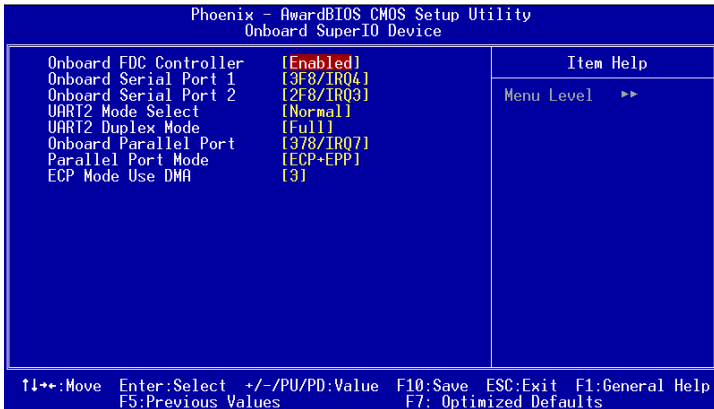 Phoenix - AwardBIOS CMOS Setup Utility
Onboard SuperIO Device
Onboard FDC Controller [Enabled]
Onboard Serial Port 1 [3F8/IRQ4]
Onboard Serial Port 2 [2F8/IRQ3]
UART2 Mode Select [Normal]
UART2 Duplex Mode [Full]
Onboard Parallel Port [378/IRQ7]
Parallel Port Mode [ECP+EPP]
ECP Mode Use DMA [3]
Item Help
Menu Level ▸▸
↑↓→←:Move Enter:Select +/-/PU/PD:Value F10:Save ESC:Exit F1:General Help
F5:Previous Values F7: Optimized Defaults